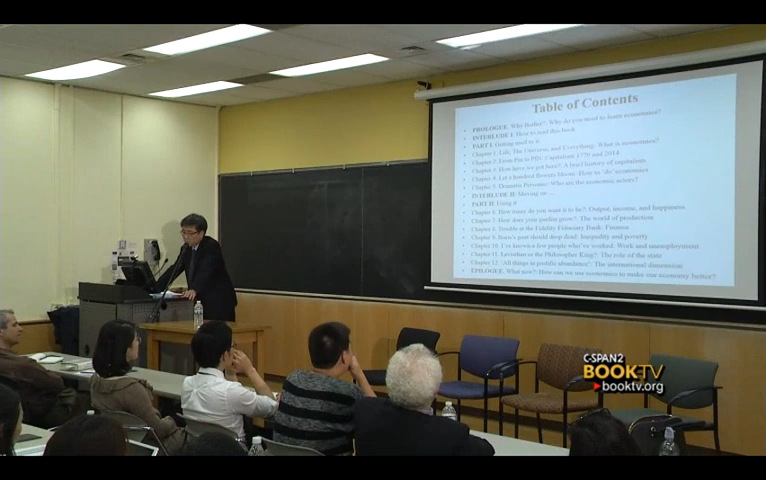 Table of Contents
• PROLOGUE. Why Bother?: Why do you need to learn economics?
• INTERLUDE I: How to read this book
• PART I: Getting used to it
• Chapter 1. Life, The Universe, and Everything: What is economics?
• Chapter 2. From Pin to PIN: Capitalism 1776 and 2014
• Chapter 3. How have we got here?: A brief history of capitalism
• Chapter 4. Let a hundred flowers bloom: How to 'do' economics
• Chapter 5. Dramatis Personae: Who are the economic actors?
• INTERLUDE II: Moving on ...
• PART II: Using it
• Chapter 6. How many do you want it to be?: Output, income, and happiness
• Chapter 7. How does your garden grow?: The world of production
• Chapter 8. Trouble at the Fidelity Fiduciary Bank: Finance
• Chapter 9. goat should drop dead: Inequality and poverty
• Chapter 10. I've known a few people who've worked: Work and unemployment
• Chapter 11. Leviathan or the Philosopher King?: The role of the state
• Chapter 12. 'All things in prolific abundance': The international dimension
• EPILOGUE. What now?: How can we use economics to make our economy better?
C-SPAN2
BOOKTV
booktv.org